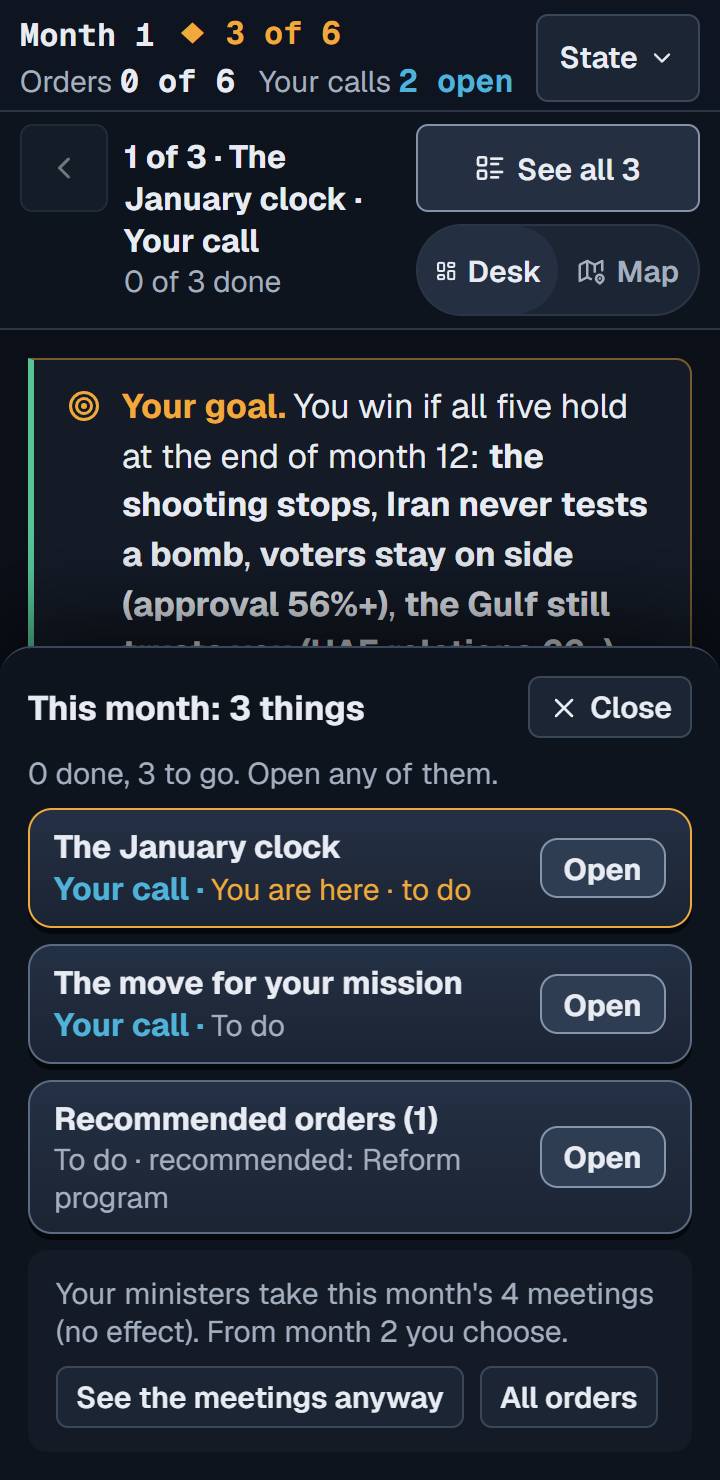 Month 1 ◆ 3 of 6
Orders 0 of 6 Your calls 2 open
State
1 of 3 · The
January clock ·
Your call
0 of 3 done
See all 3
Desk
Map
Your goal. You win if all five hold
at the end of month 12: the
shooting stops, Iran never tests
a bomb, voters stay on side
(approval 56%+), the Gulf still
trusts you (UAE relations
This month: 3 things
Close
0 done, 3 to go. Open any of them.
The January clock
Your call · You are here · to do
Open
The move for your mission
Your call · To do
Open
Recommended orders (1)
To do · recommended: Reform
program
Open
Your ministers take this month's 4 meetings
(no effect). From month 2 you choose.
See the meetings anyway
All orders